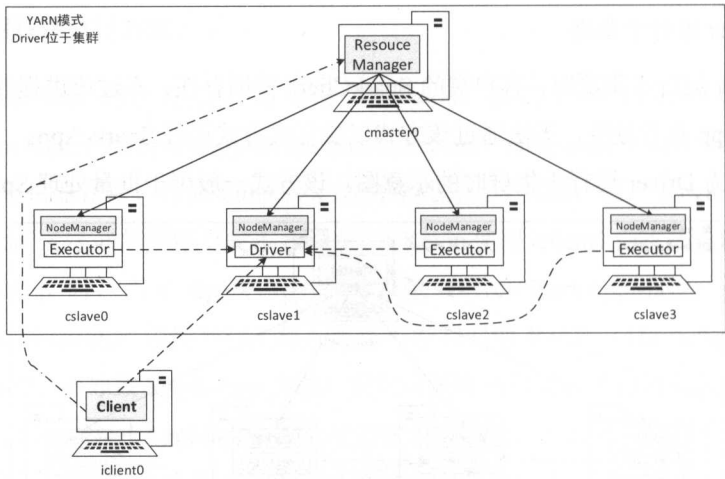 YARN模式
Driver位于集群
Resouce
Manager
cmaster0
NodeManager
Executor
cslave0
NodeManager
Driver
cslave1
NodeManager
Executor
cslave2
NodeManager
Executor
cslave3
Client
iclient0